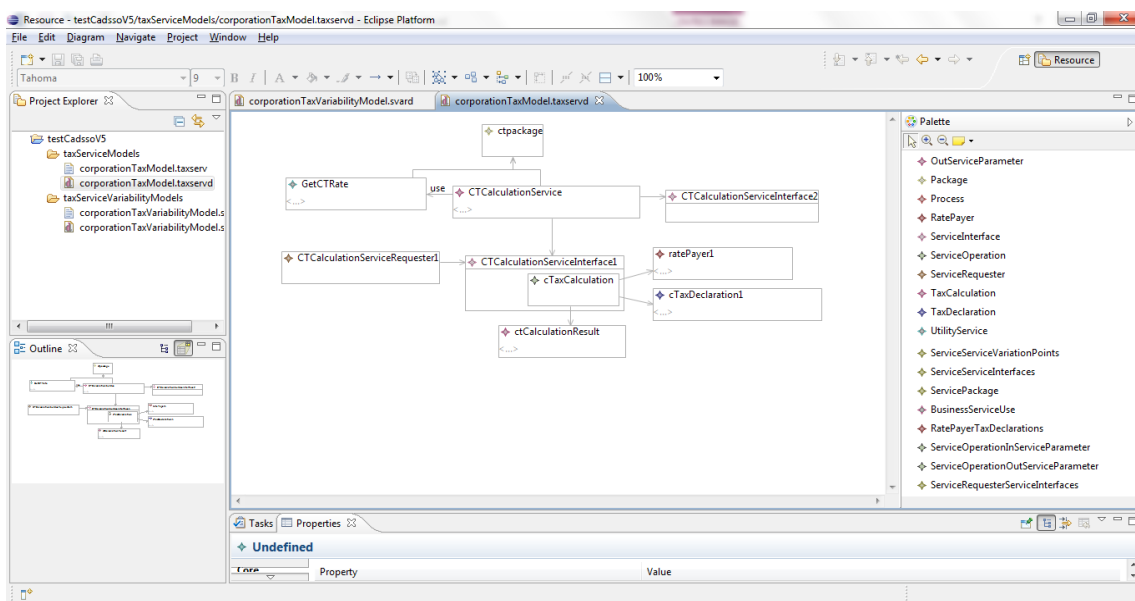 Resource - testCadssoV5/taxServiceModels/corporationTaxModel.taxservd - Eclipse Platform
File Edit Diagram Navigate Project Window Help
Resource
Tahoma 9 B I A 100%
Project Explorer
testCadssoV5
taxServiceModels
corporationTaxModel.taxserv
corporationTaxModel.taxservd
taxServiceVariabilityModels
corporationTaxVariabilityModel.s
corporationTaxVariabilityModel.s
Outline
corporationTaxVariabilityModel.svard
corporationTaxModel.taxservd
ctpackage
GetCTRate
<...>
use
CTCalculationService
<...>
CTCalculationServiceInterface2
CTCalculationServiceRequester1
CTCalculationServiceInterface1
cTaxCalculation
ratePayer1
<...>
cTaxDeclaration1
<...>
ctCalculationResult
<...>
Palette
OutServiceParameter
Package
Process
RatePayer
ServiceInterface
ServiceOperation
ServiceRequester
TaxCalculation
TaxDeclaration
UtilityService
ServiceServiceVariationPoints
ServiceServiceInterfaces
ServicePackage
BusinessServiceUse
RatePayerTaxDeclarations
ServiceOperationInServiceParameter
ServiceOperationOutServiceParameter
ServiceRequesterServiceInterfaces
Tasks Properties
Undefined
Core Property Value